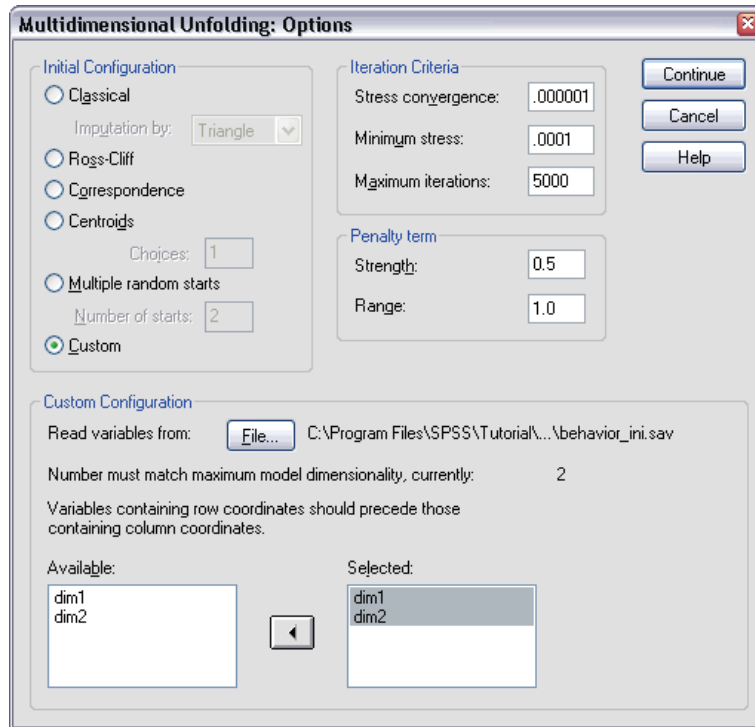 Multidimensional Unfolding: Options
Initial Configuration
Classical
Imputation by: Triangle
Ross-Cliff
Correspondence
Centroids
Choices: 1
Multiple random starts
Number of starts: 2
Custom
Iteration Criteria
Stress convergence: .000001
Minimum stress: .0001
Maximum iterations: 5000
Penalty term
Strength: 0.5
Range: 1.0
Continue
Cancel
Help
Custom Configuration
Read variables from: File... C:\Program Files\SPSS\Tutorial\...\behavior_ini.sav
Number must match maximum model dimensionality, currently: 2
Variables containing row coordinates should precede those
containing column coordinates.
Available:
dim1
dim2
Selected:
dim1
dim2